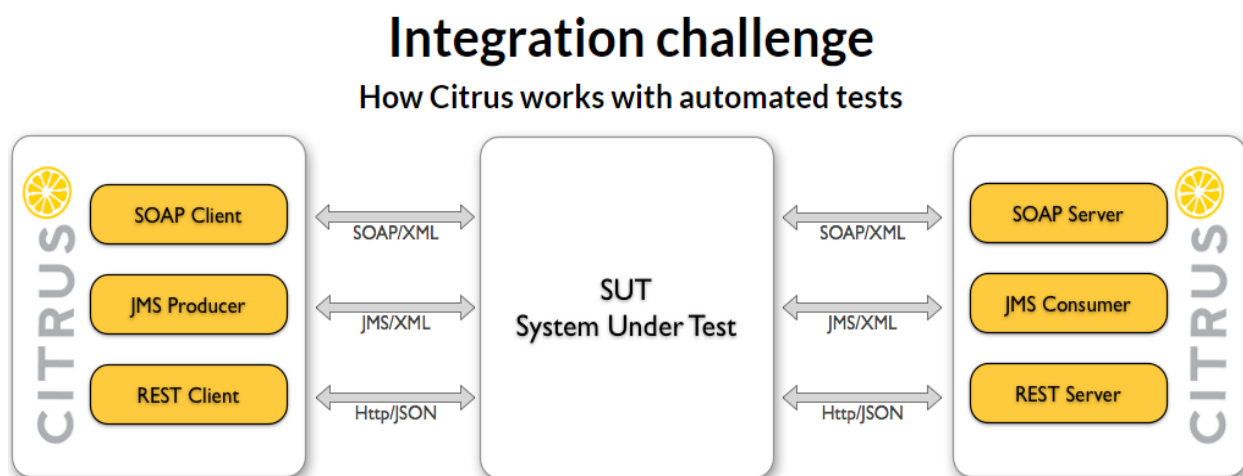 Integration challenge
How Citrus works with automated tests
CITRUS
SOAP Client
JMS Producer
REST Client
SOAP/XML
JMS/XML
Http/JSON
SUT
System Under Test
SOAP/XML
JMS/XML
Http/JSON
SOAP Server
JMS Consumer
REST Server
CITRUS